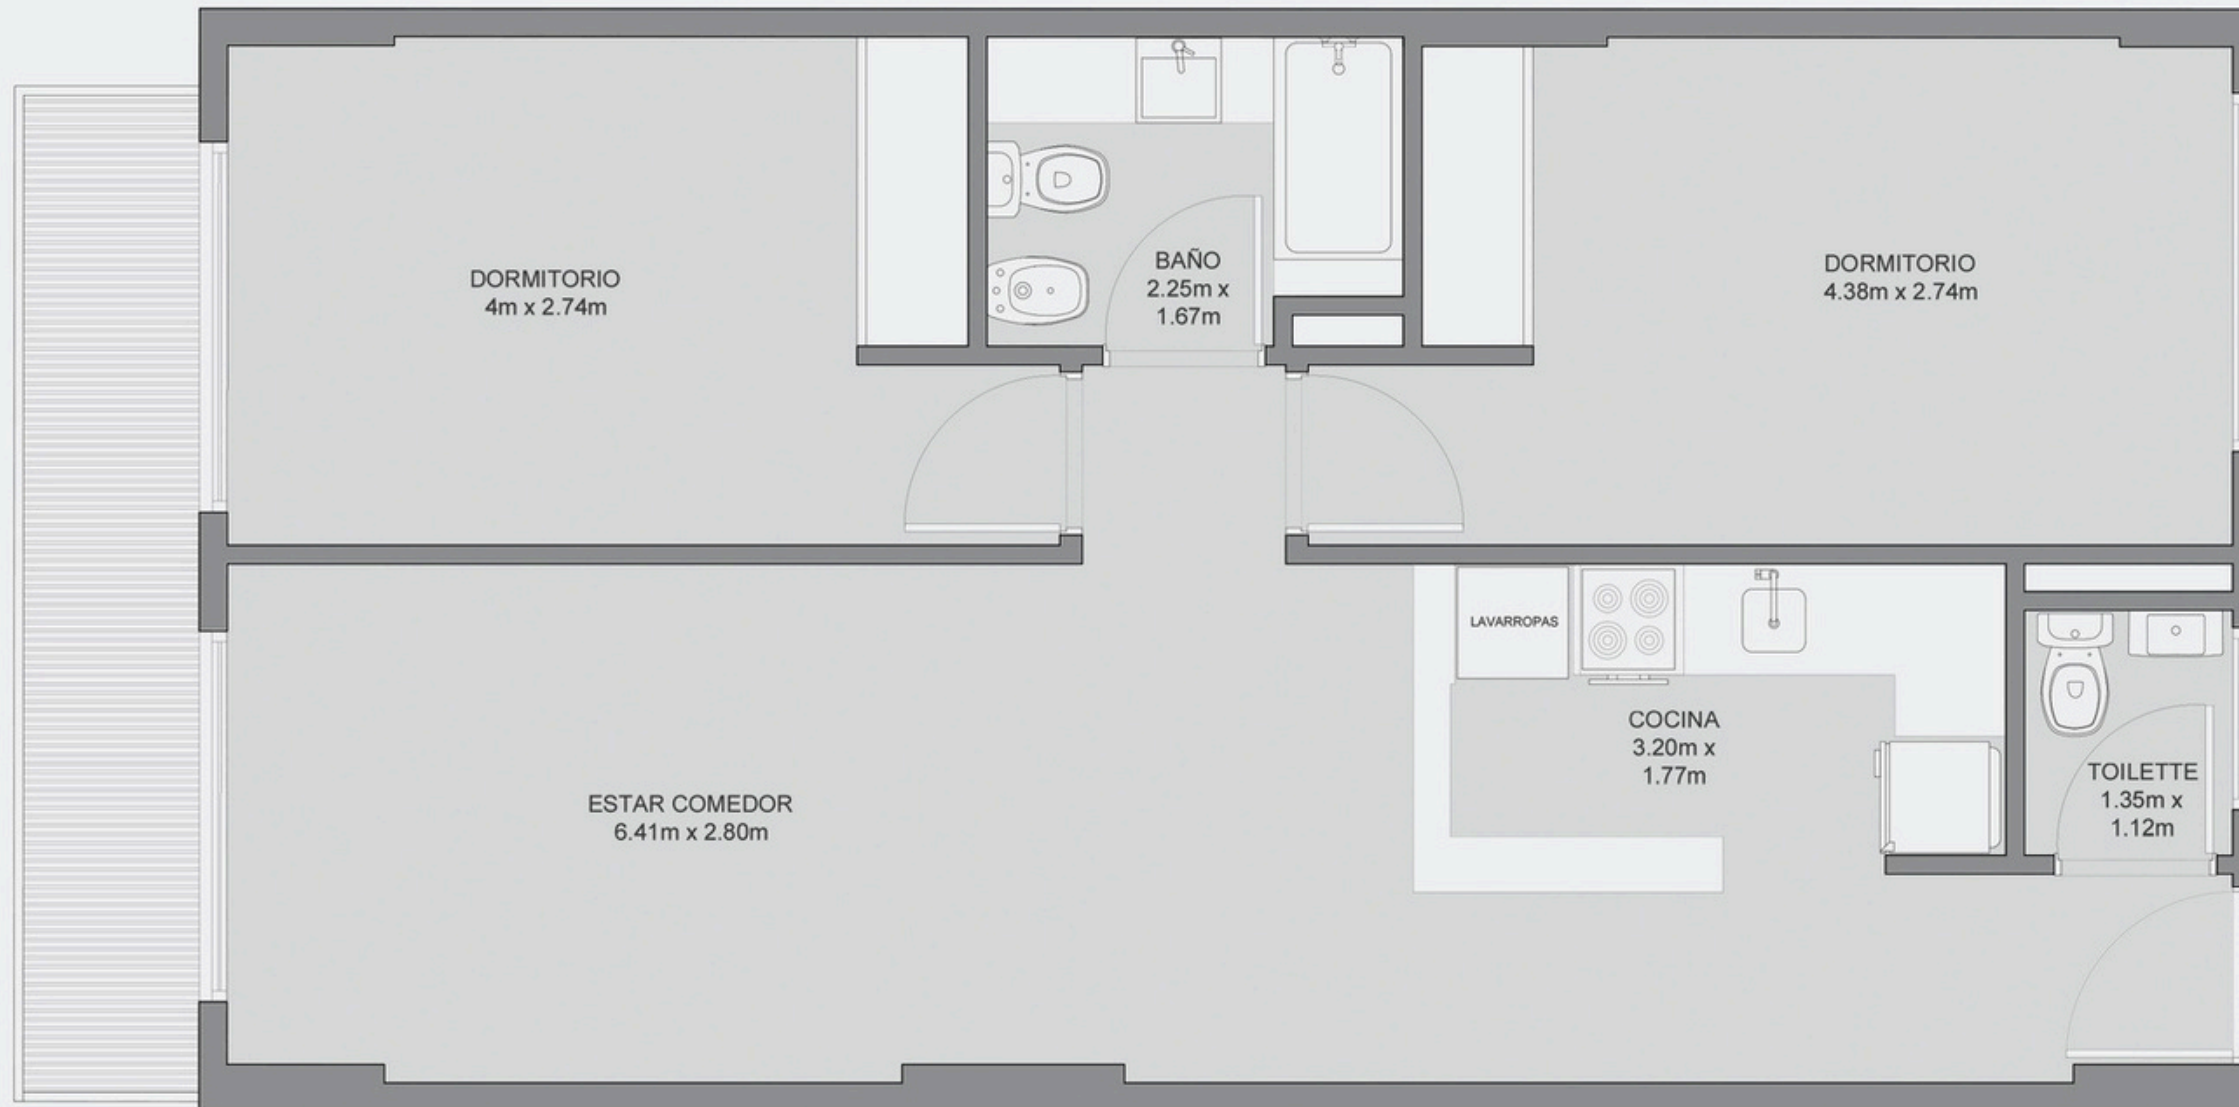 DORMITORIO
4m x 2.74m
BAÑO
2.25m x
1.67m
DORMITORIO
4.38m x 2.74m
LAVARROPAS
COCINA
3.20m x
1.77m
TOILETTE
1.35m x
1.12m
ESTAR COMEDOR
6.41m x 2.80m